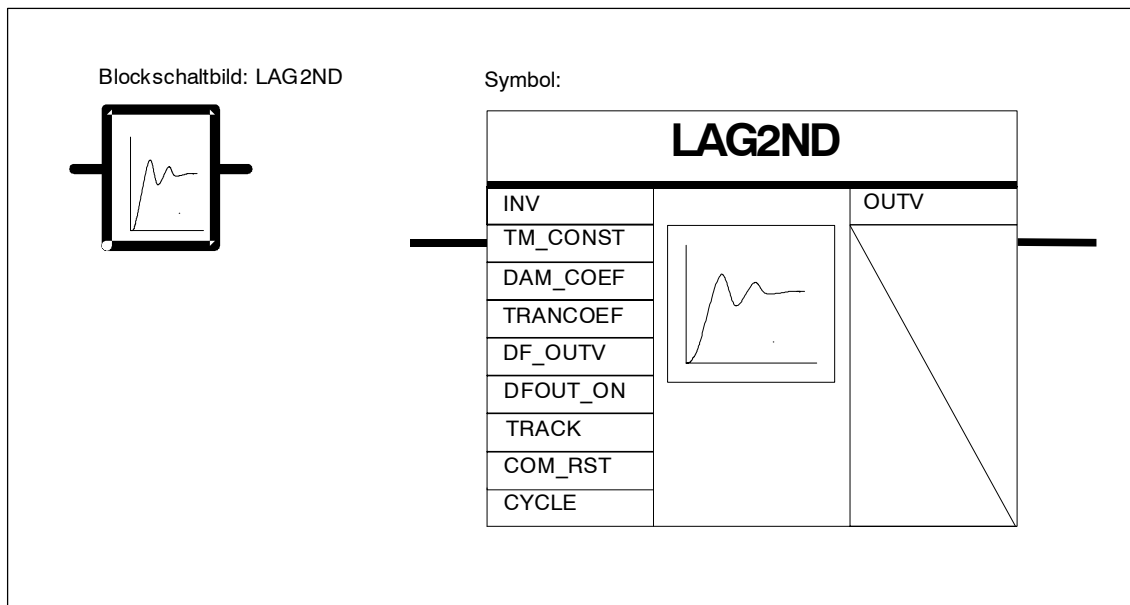 Blockschaltbild: LAG2ND
Symbol:
LAG2ND
INV
OUTV
TM_CONST
DAM_COEF
TRANCOEF
DF_OUTV
DFOUT_ON
TRACK
COM_RST
CYCLE